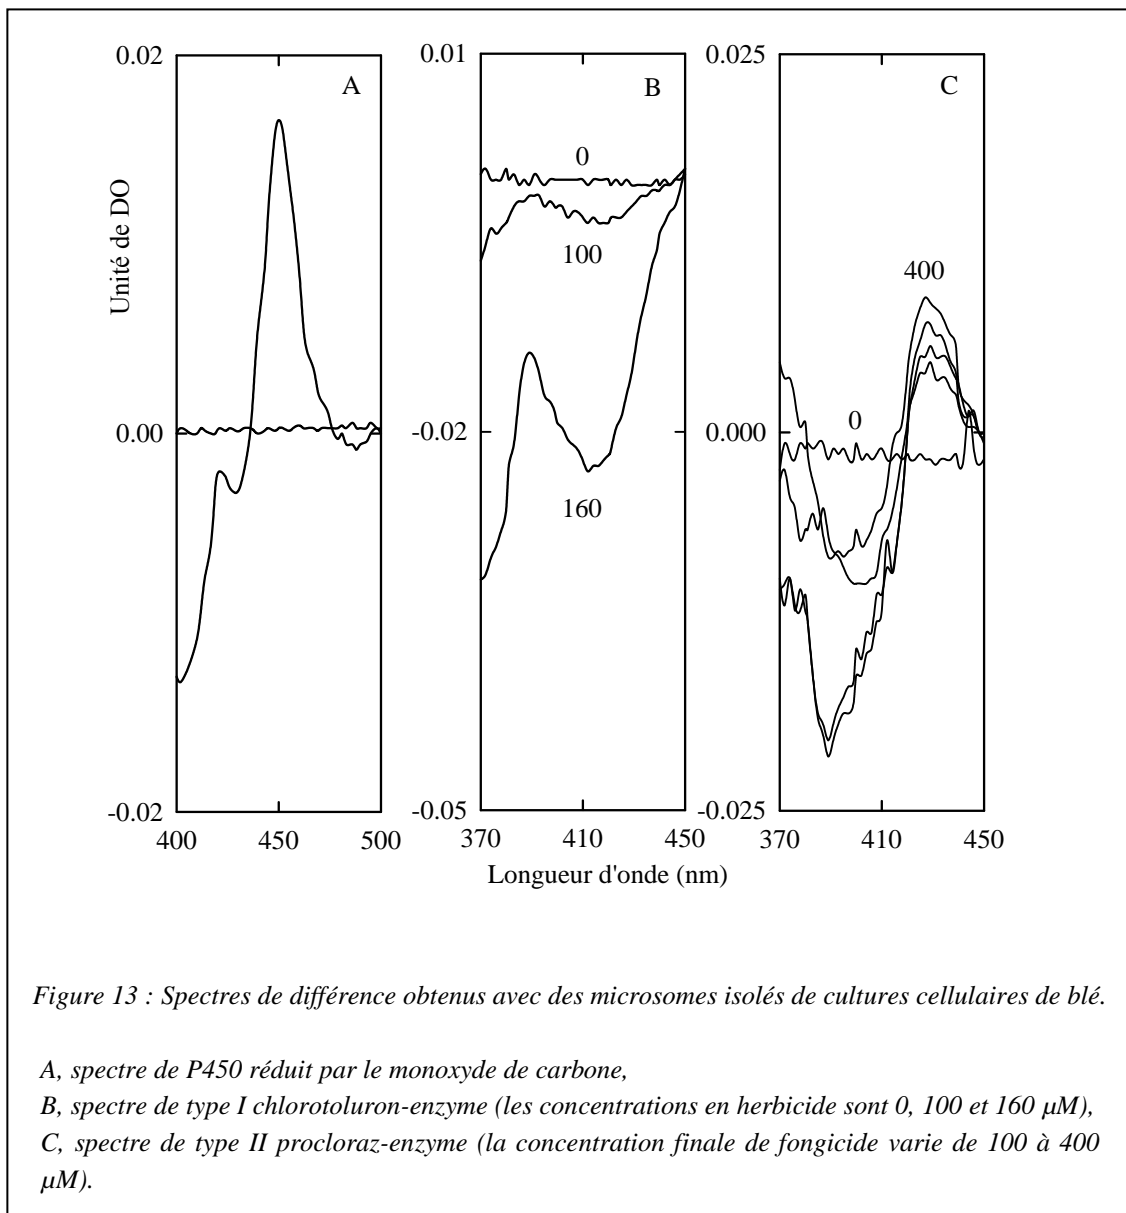 0.02
A
Unité de DO
0.00
-0.02
400
450
500
0.01
B
0
100
-0.02
160
-0.05
370
410
450
0.025
C
400
0
0.000
-0.025
370
410
450
Longueur d'onde (nm)
Figure 13 : Spectres de différence obtenus avec des microsomes isolés de cultures cellulaires de blé.
A, spectre de P450 réduit par le monoxyde de carbone,
B, spectre de type I chlorotoluron-enzyme (les concentrations en herbicide sont 0, 100 et 160 µM),
C, spectre de type II procloraz-enzyme (la concentration finale de fongicide varie de 100 à 400
µM).